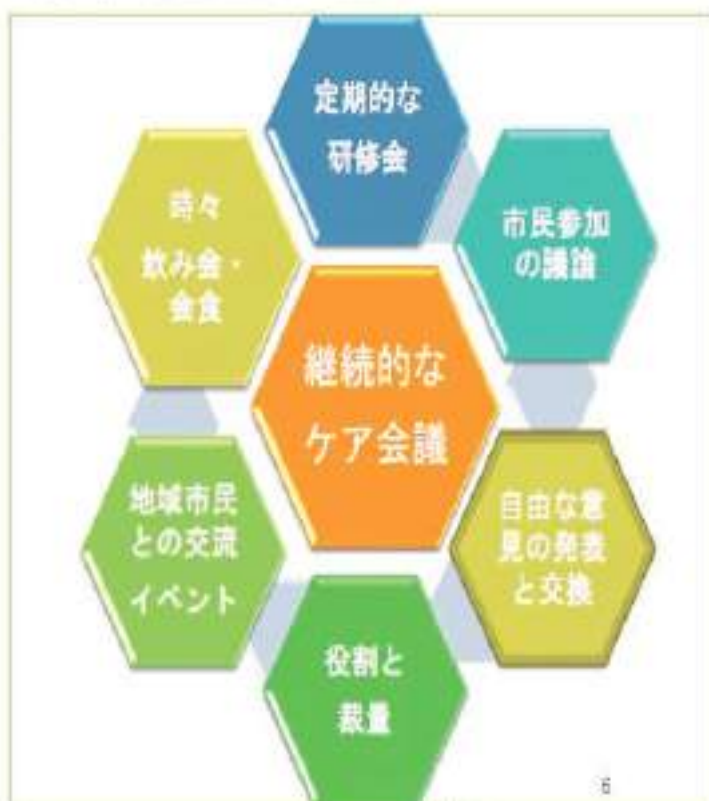 定期的な
研修会
市民参加
の議論
自由な意
見の発表
と交換
役割と
裁量
地域市民
との交流
イベント
時々
飲み会・
会食
継続的な
ケア会議
6